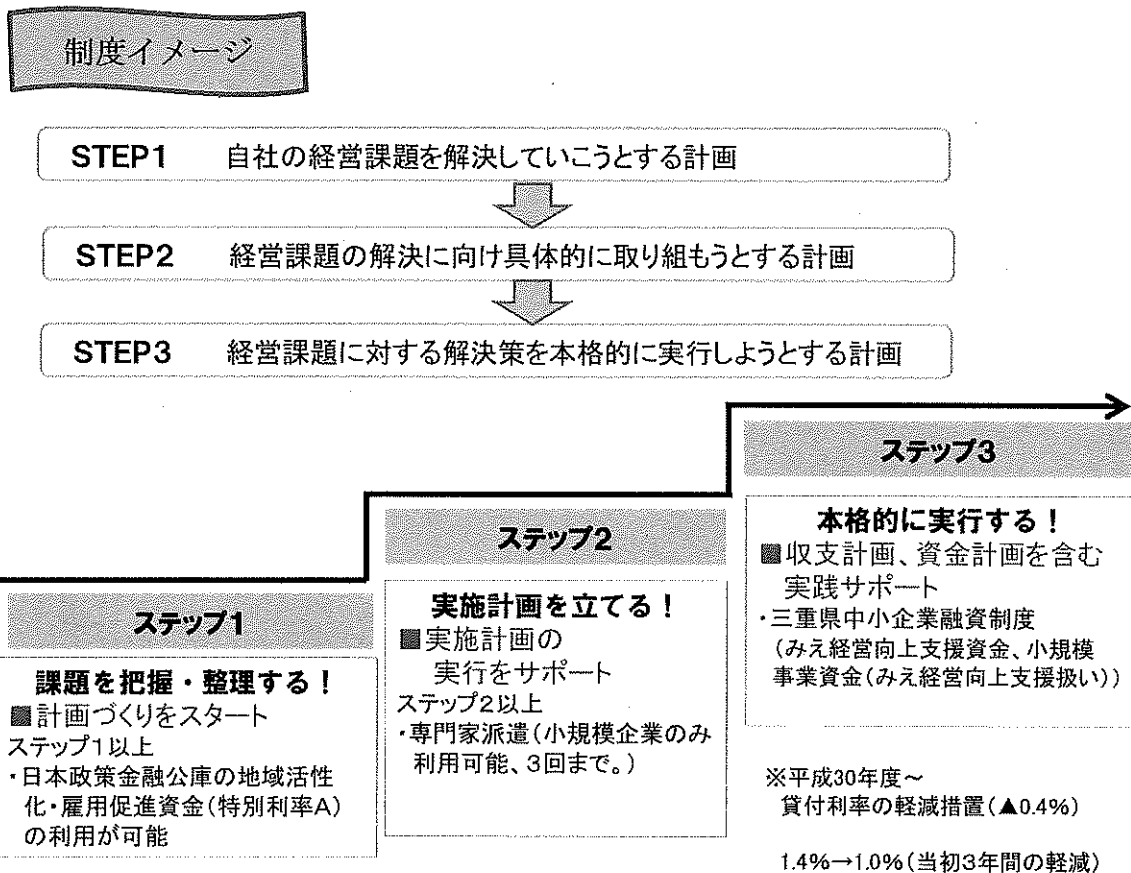 制度イメージ
STEP1 自社の経営課題を解決していこうとする計画
STEP2 経営課題の解決に向け具体的に取り組もうとする計画
STEP3 経営課題に対する解決策を本格的に実行しようとする計画
ステップ1
課題を把握・整理する！
■計画づくりをスタート
ステップ1以上
・日本政策金融公庫の地域活性
化・雇用促進資金(特別利率A)
の利用が可能
ステップ2
実施計画を立てる！
■実施計画の
実行をサポート
ステップ2以上
・専門家派遣(小規模企業のみ
利用可能、3回まで。)
ステップ3
本格的に実行する！
■収支計画、資金計画を含む
実践サポート
・三重県中小企業融資制度
(みえ経営向上支援資金、小規模
事業資金(みえ経営向上支援扱い))
※平成30年度～
貸付利率の軽減措置(▲0.4%)
1.4%→1.0%(当初3年間の軽減)